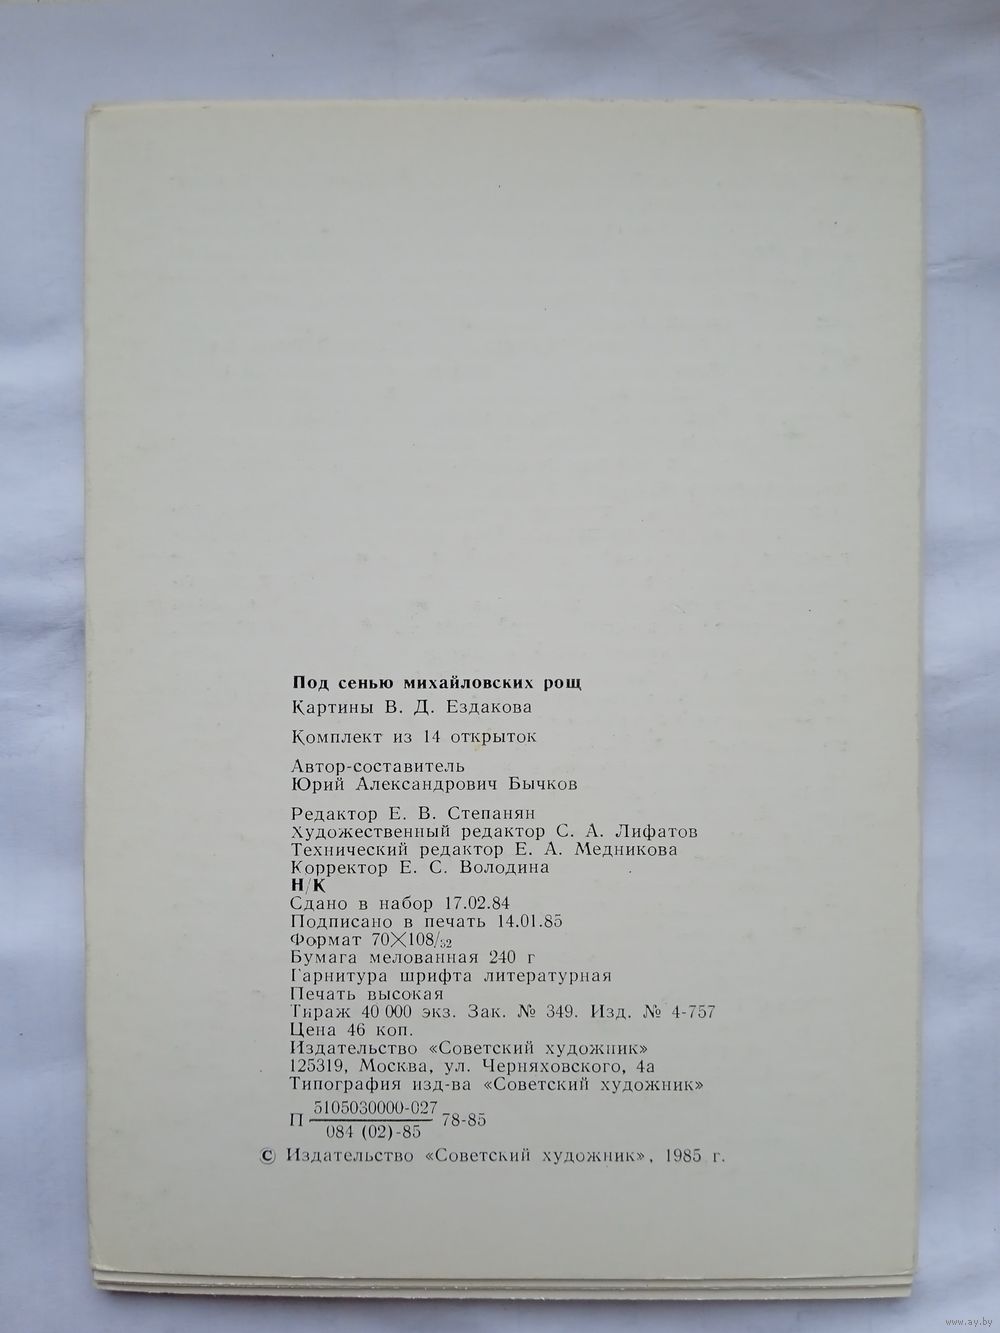 Под сенью михайловских рощ
Картины В. Д. Ездакова
Комплект из 14 открыток
Автор-составитель
Юрий Александрович Бычков
Редактор Е. В. Степанян
Художественный редактор С. А. Лифатов
Технический редактор Е. А. Медникова
Корректор Е. С. Володина
Н/К
Сдано в набор 17.02.84
Подписано в печать 14.01.85
Формат 70×108/32
Бумага мелованная 240 г
Гарнитура шрифта литературная
Печать высокая
Тираж 40 000 экз. Зак. № 349. Изд. № 4-757
Цена 46 коп.
Издательство «Советский художник»
125319, Москва, ул. Черняховского, 4а
Типография изд-ва «Советский художник»
5105030000-027
П 78-85
084 (02)-85
© Издательство «Советский художник», 1985 г.
www.ay.by